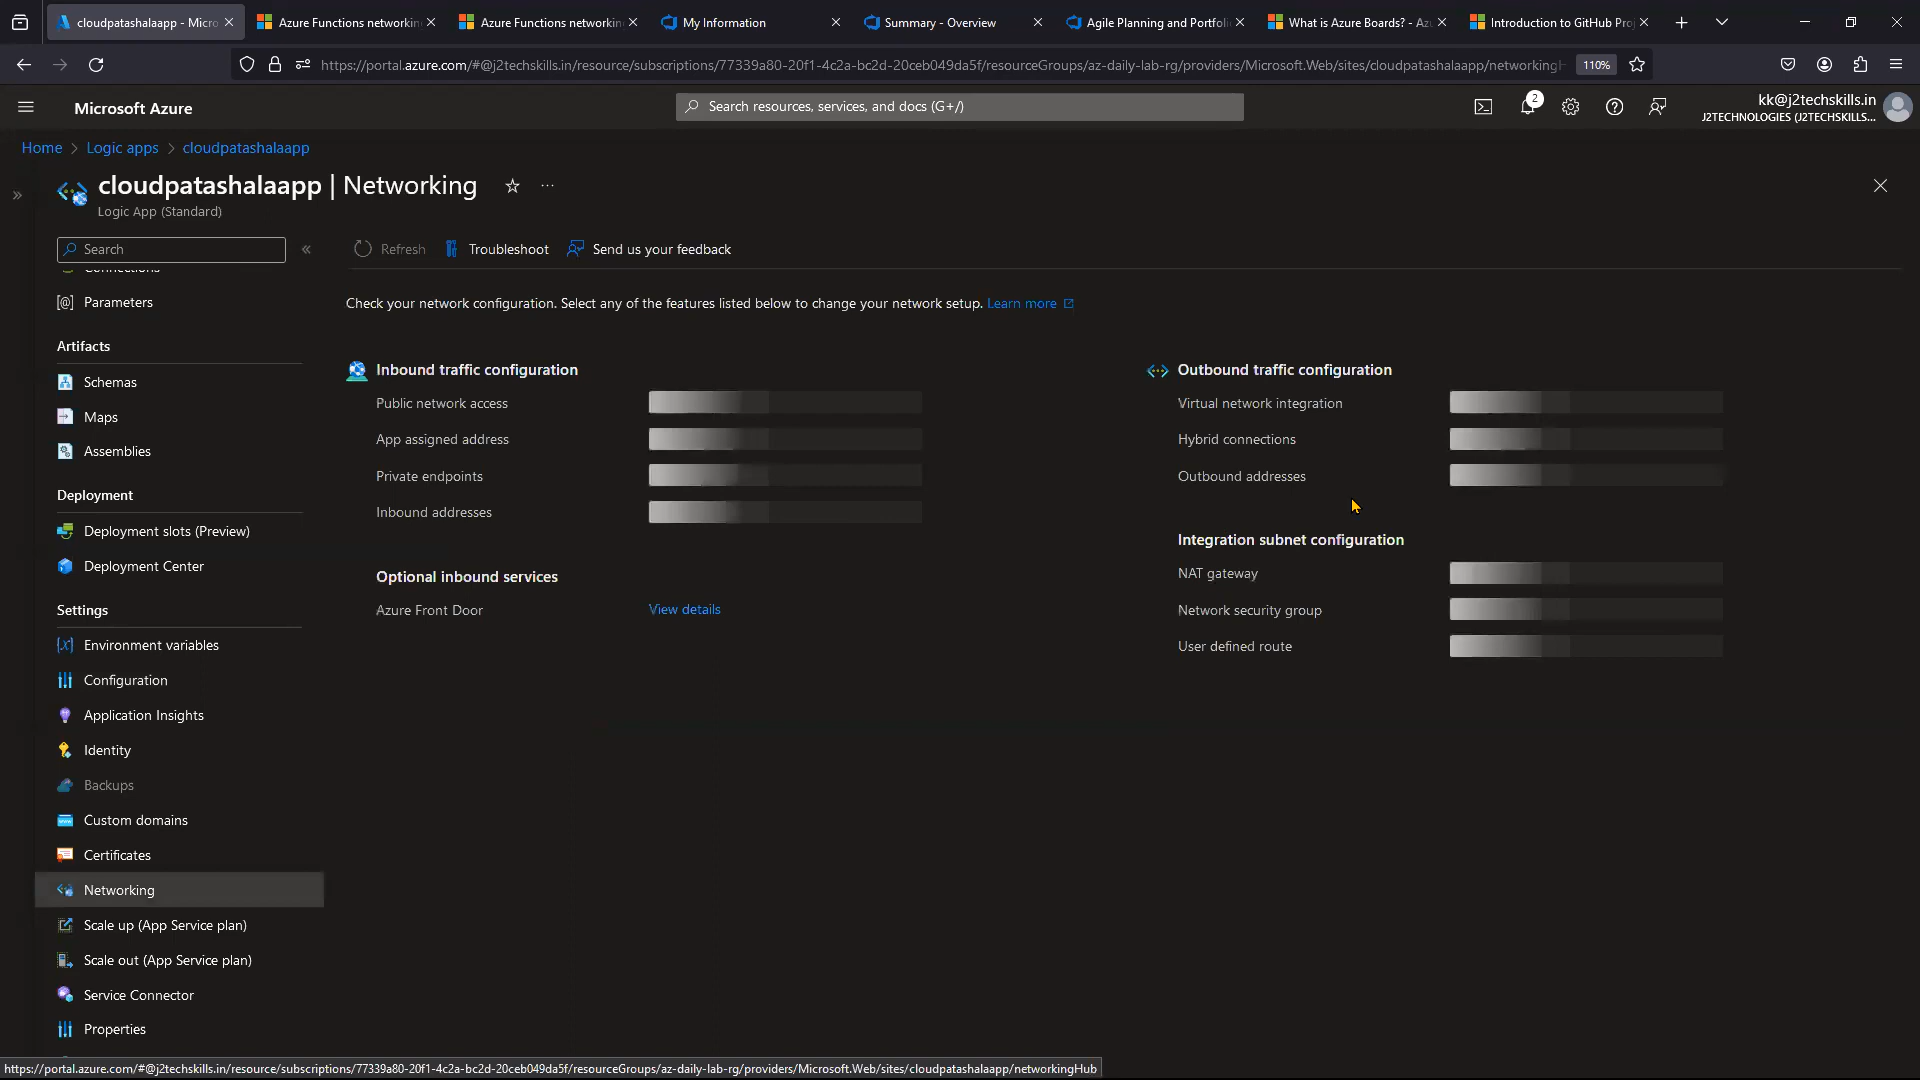 cloudpatashalaapp - Micro
Azure Functions networkin
Azure Functions networkin
My Information
Summary - Overview
Agile Planning and Portfoli
What is Azure Boards? - Az
Introduction to GitHub Pro
https://portal.azure.com/#@j2techskills.in/resource/subscriptions/77339a80-20f1-4c2a-bc2d-20ceb049da5f/resourceGroups/az-daily-lab-rg/providers/Microsoft.Web/sites/cloudpatashalaapp/networkingH
110%
Microsoft Azure
Search resources, services, and docs (G+/)
2
kk@j2techskills.in
J2TECHNOLOGIES (J2TECHSKILLS...
Home > Logic apps > cloudpatashalaapp
cloudpatashalaapp | Networking
Logic App (Standard)
Search
Refresh
Troubleshoot
Send us your feedback
Connections
Parameters
Artifacts
Schemas
Maps
Assemblies
Deployment
Deployment slots (Preview)
Deployment Center
Settings
Environment variables
Configuration
Application Insights
Identity
Backups
Custom domains
Certificates
Networking
Scale up (App Service plan)
Scale out (App Service plan)
Service Connector
Properties
Check your network configuration. Select any of the features listed below to change your network setup. Learn more
Inbound traffic configuration
Public network access
App assigned address
Private endpoints
Inbound addresses
Optional inbound services
Azure Front Door View details
Outbound traffic configuration
Virtual network integration
Hybrid connections
Outbound addresses
Integration subnet configuration
NAT gateway
Network security group
User defined route
https://portal.azure.com/#@j2techskills.in/resource/subscriptions/77339a80-20f1-4c2a-bc2d-20ceb049da5f/resourceGroups/az-daily-lab-rg/providers/Microsoft.Web/sites/cloudpatashalaapp/networkingHub